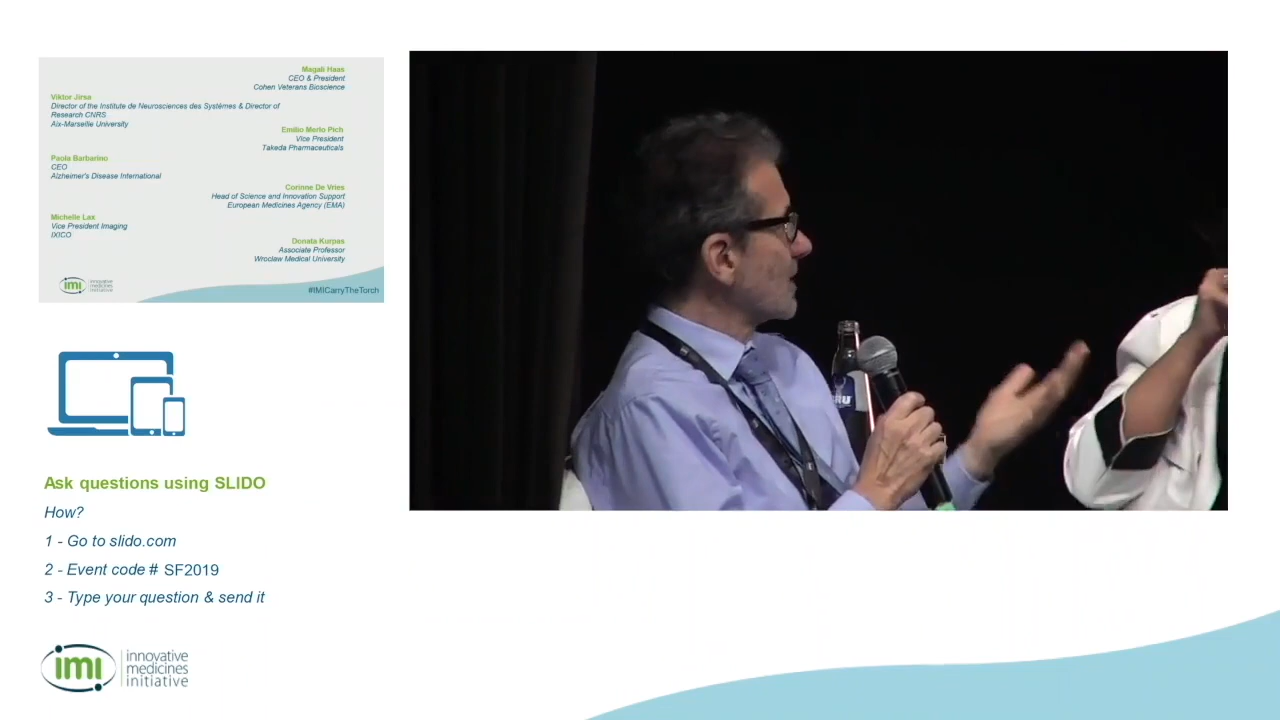 Magali Haas
CEO & President
Cohen Veterans Bioscience
Viktor Jirsa
Director of the Institute de Neurosciences des Systèmes & Director of
Research CNRS
Aix-Marseille University
Emilio Merlo Pich
Vice President
Takeda Pharmaceuticals
Paola Barbarino
CEO
Alzheimer's Disease International
Corinne De Vries
Head of Science and Innovation Support
European Medicines Agency (EMA)
Michelle Lax
Vice President Imaging
IXICO
Donata Kurpas
Associate Professor
Wroclaw Medical University
imi
innovative
medicines
initiative
#IMICarryTheTorch
Ask questions using SLIDO
How?
1 - Go to slido.com
2 - Event code # SF2019
3 - Type your question & send it
imi
innovative
medicines
initiative